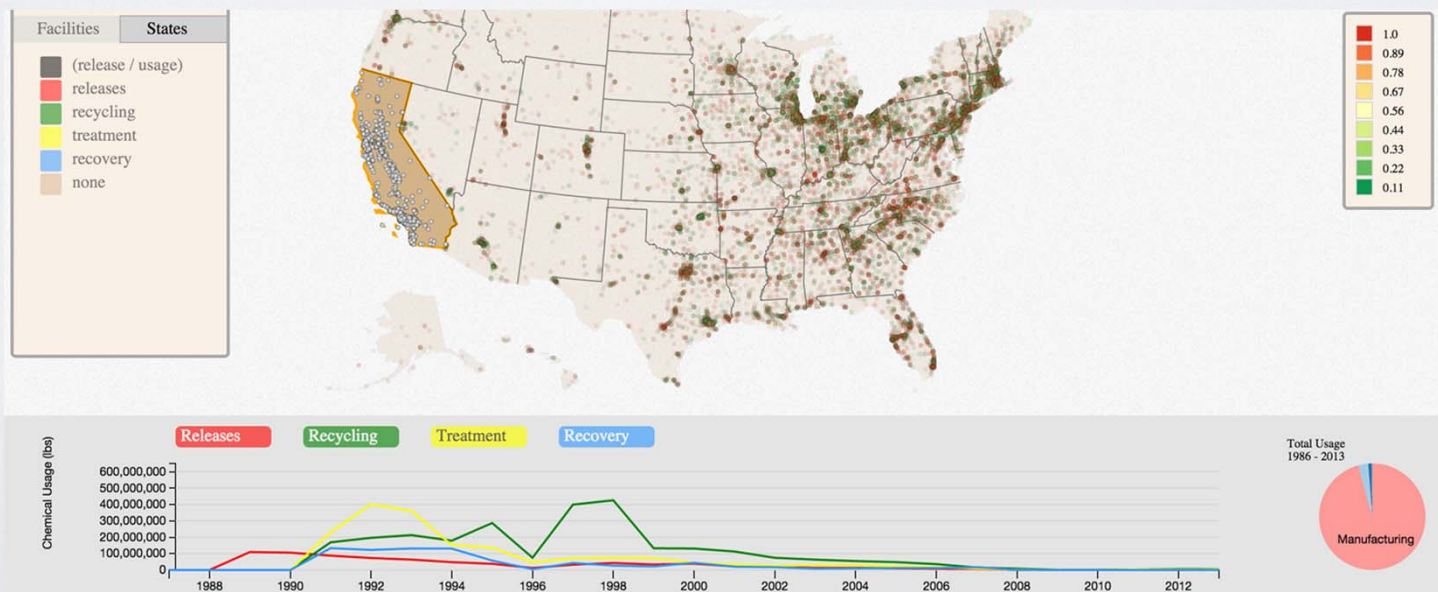 Facilities
States
(release / usage)
releases
recycling
treatment
recovery
none
1.0
0.89
0.78
0.67
0.56
0.44
0.33
0.22
0.11
Releases
Recycling
Treatment
Recovery
Chemical Usage (lbs)
600,000,000
500,000,000
400,000,000
300,000,000
200,000,000
100,000,000
0
1988
1990
1992
1994
1996
1998
2000
2002
2004
2006
2008
2010
2012
Total Usage
1986 - 2013
Manufacturing